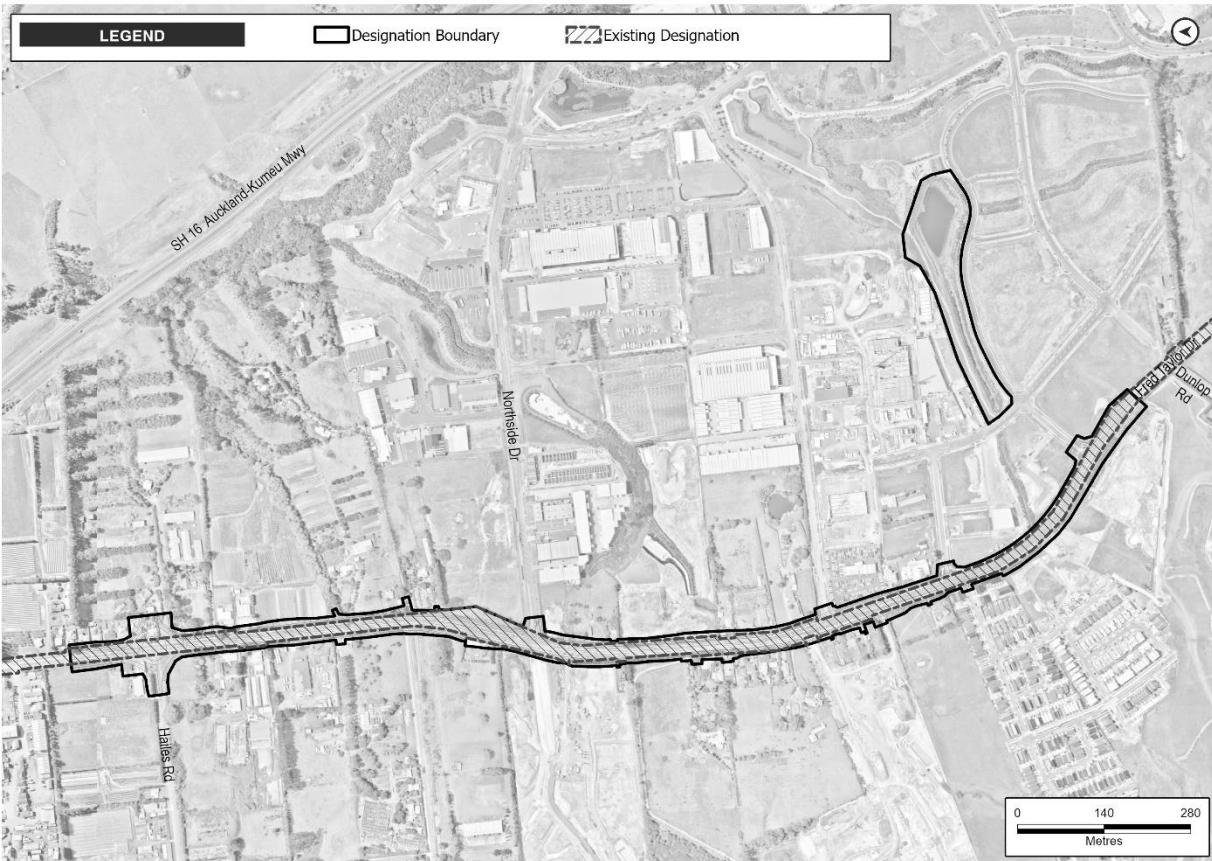 LEGEND
Designation Boundary
Existing Designation
SH 16 Auckland-Kumeu Mwy
Northside Dr
Fred Taylor Dr
Dunlop
Rd
Hailes Rd
0 140 280
Metres